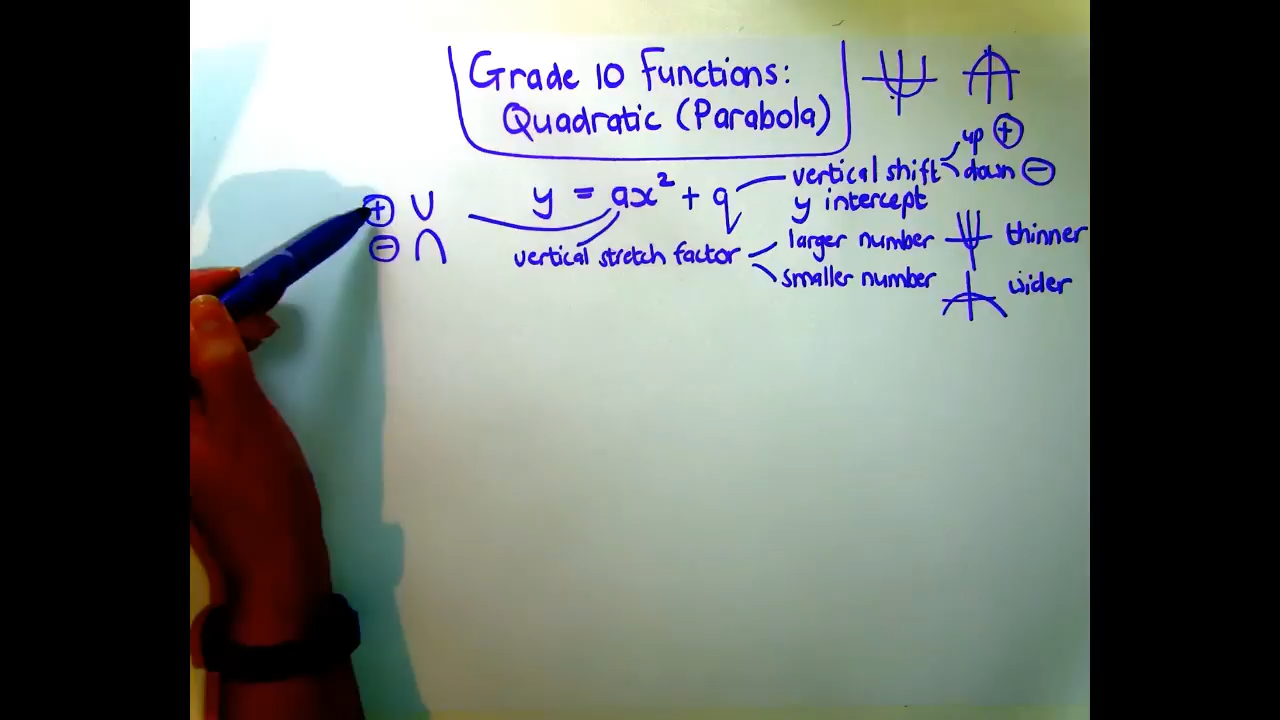 Grade 10 Functions:
Quadratic (Parabola)
up +
vertical shift
down −
y = ax² + q
y intercept
+
−
vertical stretch factor
larger number thinner
smaller number wider